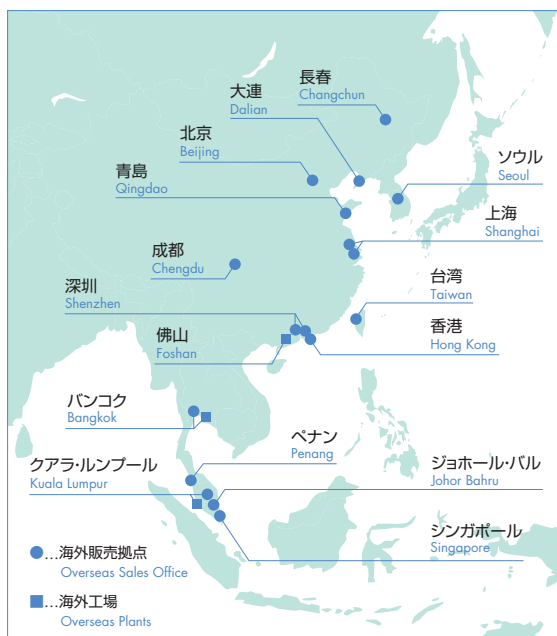 長春
Changchun
大連
Dalian
北京
Beijing
ソウル
Seoul
青島
Qingdao
上海
Shanghai
成都
Chengdu
台湾
Taiwan
深圳
Shenzhen
香港
Hong Kong
佛山
Foshan
バンコク
Bangkok
ペナン
Penang
クアラ・ルンプール
Kuala Lumpur
ジョホール・バル
Johor Bahru
シンガポール
Singapore
…海外販売拠点
Overseas Sales Office
…海外工場
Overseas Plants